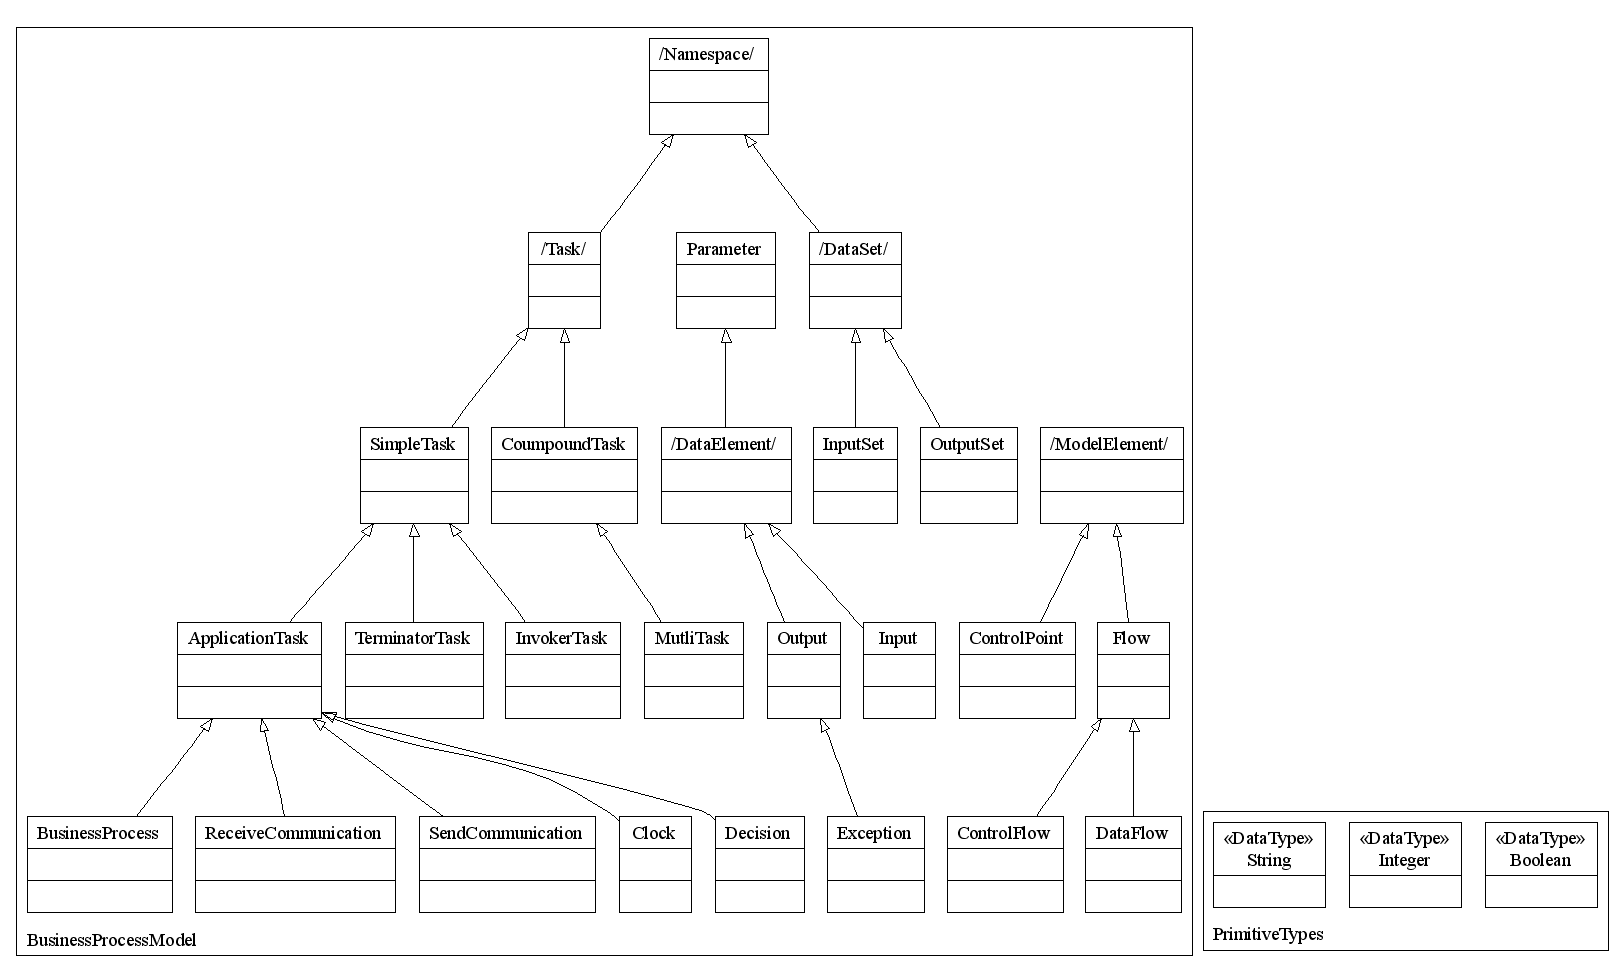 /Namespace/
/Task/
Parameter
/DataSet/
SimpleTask
CoumpoundTask
/DataElement/
InputSet
OutputSet
/ModelElement/
ApplicationTask
TerminatorTask
InvokerTask
MutliTask
Output
Input
ControlPoint
Flow
BusinessProcess
ReceiveCommunication
SendCommunication
Clock
Decision
Exception
ControlFlow
DataFlow
BusinessProcessModel
«DataType»
String
«DataType»
Integer
«DataType»
Boolean
PrimitiveTypes